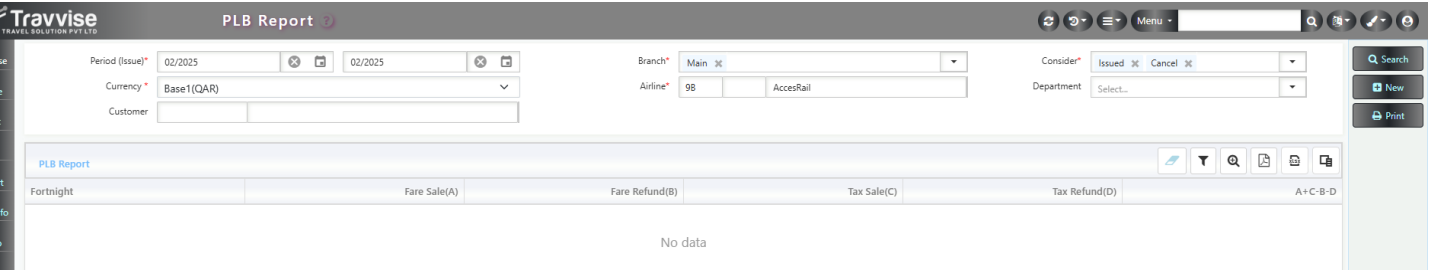 Travvise
TRAVEL SOLUTION PVT LTD
PLB Report
Menu
Period (Issue)* 02/2025 02/2025 Branch* Main Consider* Issued Cancel
Currency * Base1(QAR) Airline* 9B AccesRail Department Select...
Customer
Search
New
Print
PLB Report
Fortnight Fare Sale(A) Fare Refund(B) Tax Sale(C) Tax Refund(D) A+C-B-D
No data